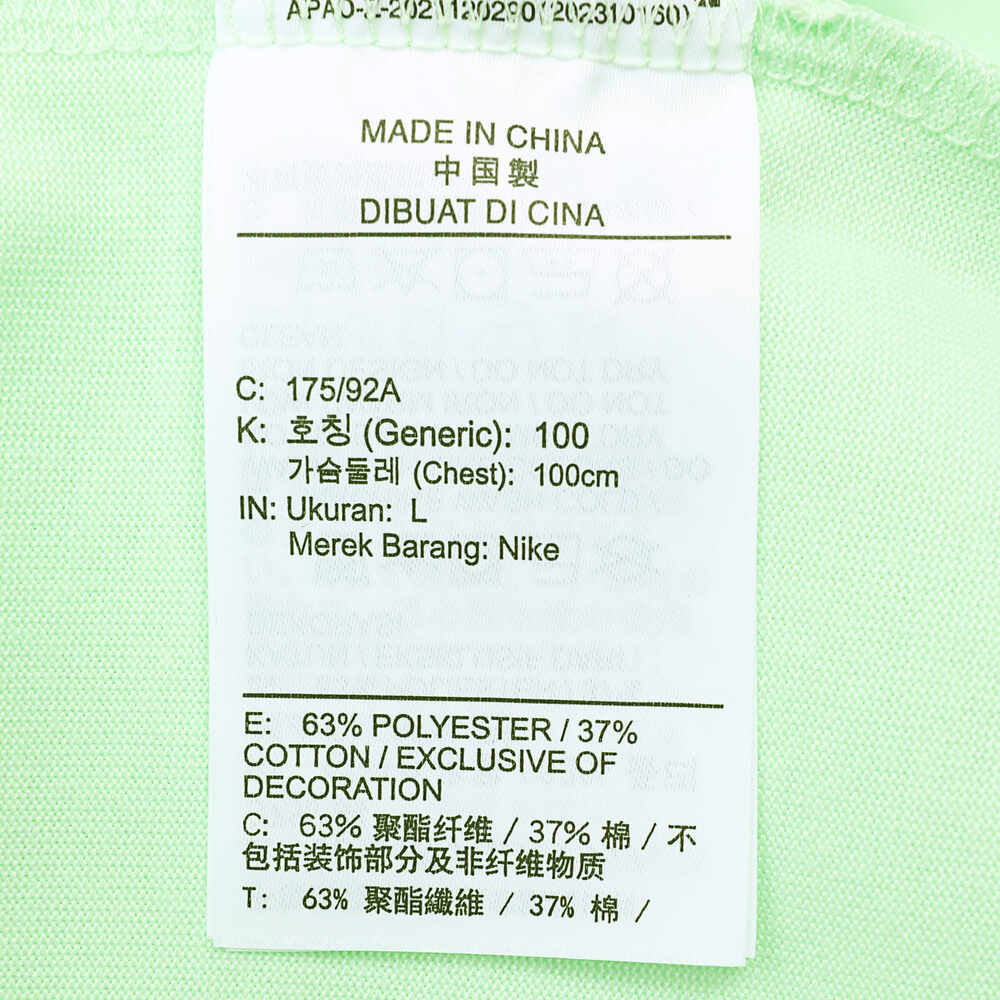 MADE IN CHINA
中国製
DIBUAT DI CINA
C: 175/92A
K: 호칭 (Generic): 100
가슴둘레 (Chest): 100cm
IN: Ukuran: L
Merek Barang: Nike
E: 63% POLYESTER / 37%
COTTON / EXCLUSIVE OF
DECORATION
C: 63% 聚酯纤维 / 37% 棉 / 不
包括装饰部分及非纤维物质
T: 63% 聚酯纖維 / 37% 棉 /